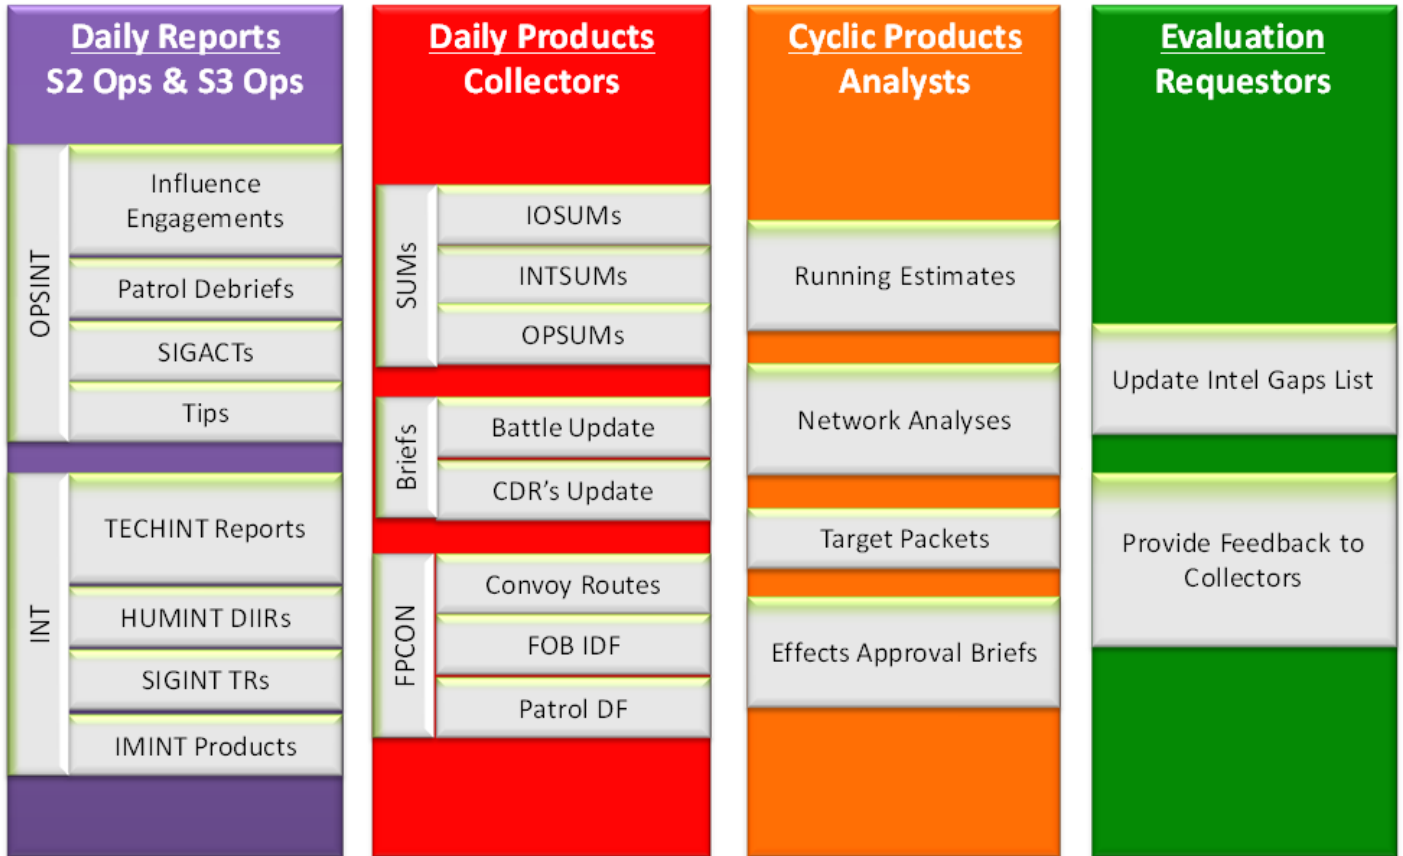 Daily Reports
S2 Ops & S3 Ops
OPSINT
Influence
Engagements
Patrol Debriefs
SIGACTs
Tips
INT
TECHINT Reports
HUMINT DIIRs
SIGINT TRs
IMINT Products
Daily Products
Collectors
SUMs
IOSUMs
INTSUMs
OPSUMs
Briefs
Battle Update
CDR’s Update
FPCON
Convoy Routes
FOB IDF
Patrol DF
Cyclic Products
Analysts
Running Estimates
Network Analyses
Target Packets
Effects Approval Briefs
Evaluation
Requestors
Update Intel Gaps List
Provide Feedback to
Collectors